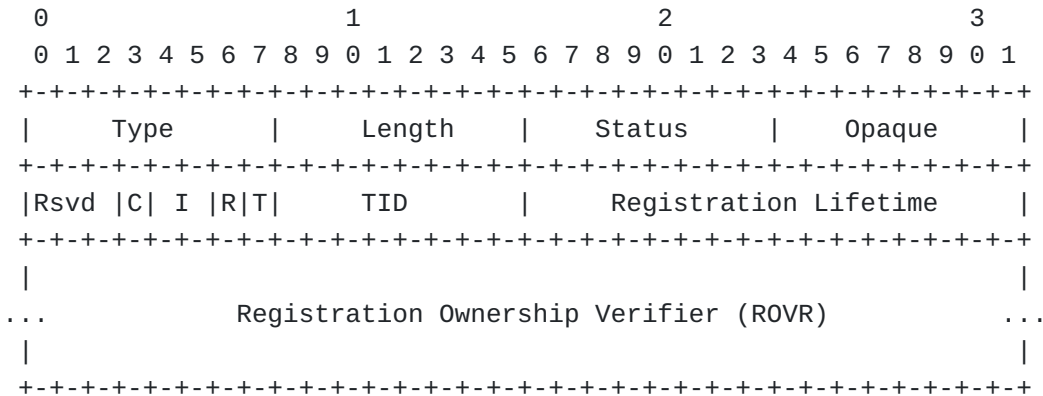 0                   1                   2                   3
 0 1 2 3 4 5 6 7 8 9 0 1 2 3 4 5 6 7 8 9 0 1 2 3 4 5 6 7 8 9 0 1
+-+-+-+-+-+-+-+-+-+-+-+-+-+-+-+-+-+-+-+-+-+-+-+-+-+-+-+-+-+-+-+-+
|     Type      |     Length    |    Status     |    Opaque     |
+-+-+-+-+-+-+-+-+-+-+-+-+-+-+-+-+-+-+-+-+-+-+-+-+-+-+-+-+-+-+-+-+
|Rsvd |C| I |R|T|     TID       |     Registration Lifetime     |
+-+-+-+-+-+-+-+-+-+-+-+-+-+-+-+-+-+-+-+-+-+-+-+-+-+-+-+-+-+-+-+-+
|                                                               |
...            Registration Ownership Verifier (ROVR)           ...
|                                                               |
+-+-+-+-+-+-+-+-+-+-+-+-+-+-+-+-+-+-+-+-+-+-+-+-+-+-+-+-+-+-+-+-+